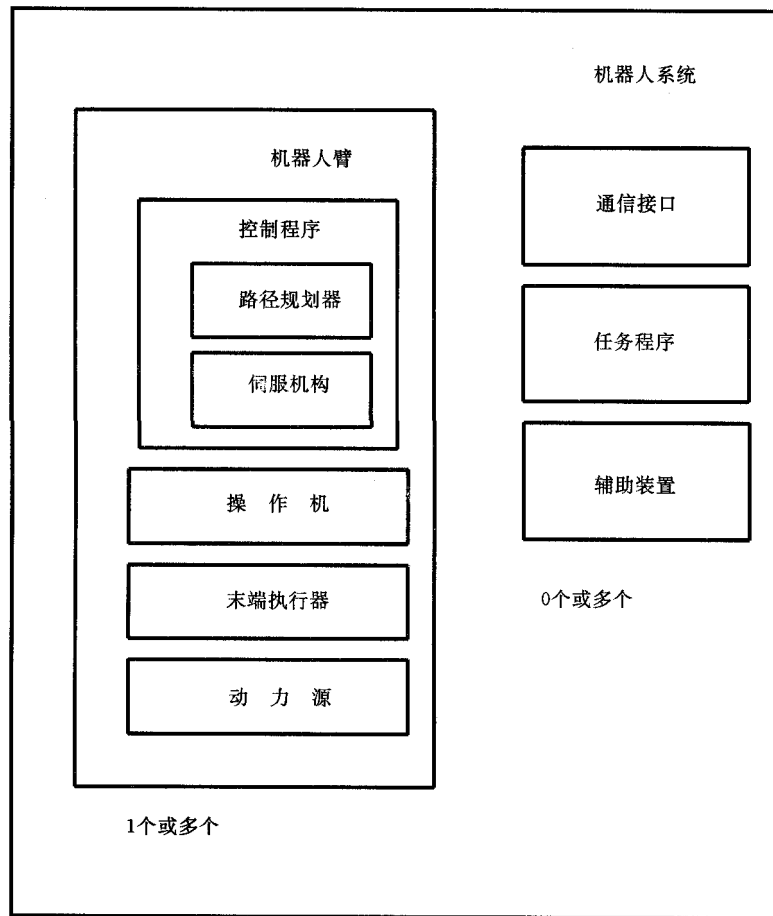 机器人系统
机器人臂
控制程序
路径规划器
伺服机构
操 作 机
末端执行器
动 力 源
1个或多个
通信接口
任务程序
辅助装置
0个或多个